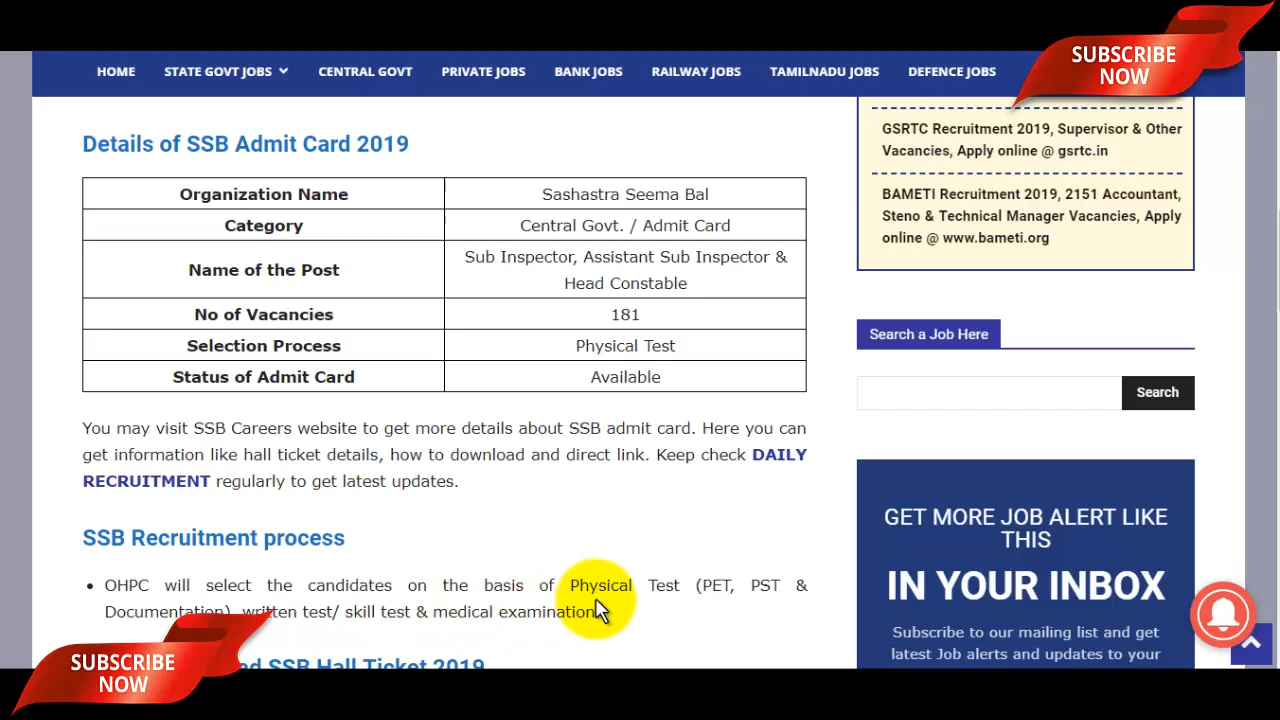 HOME STATE GOVT JOBS CENTRAL GOVT PRIVATE JOBS BANK JOBS RAILWAY JOBS TAMILNADU JOBS DEFENCE JOBS
SUBSCRIBE
NOW
Details of SSB Admit Card 2019
Organization Name Sashastra Seema Bal
Category Central Govt. / Admit Card
Name of the Post Sub Inspector, Assistant Sub Inspector &
Head Constable
No of Vacancies 181
Selection Process Physical Test
Status of Admit Card Available
You may visit SSB Careers website to get more details about SSB admit card. Here you can
get information like hall ticket details, how to download and direct link. Keep check DAILY
RECRUITMENT regularly to get latest updates.
SSB Recruitment process
OHPC will select the candidates on the basis of Physical Test (PET, PST &
Documentation), written test/ skill test & medical examination
SSB Hall Ticket 2019
SUBSCRIBE
NOW
GSRTC Recruitment 2019, Supervisor & Other
Vacancies, Apply online @ gsrtc.in
BAMETI Recruitment 2019, 2151 Accountant,
Steno & Technical Manager Vacancies, Apply
online @ www.bameti.org
Search a Job Here
Search
GET MORE JOB ALERT LIKE
THIS
IN YOUR INBOX
Subscribe to our mailing list and get
latest Job alerts and updates to your